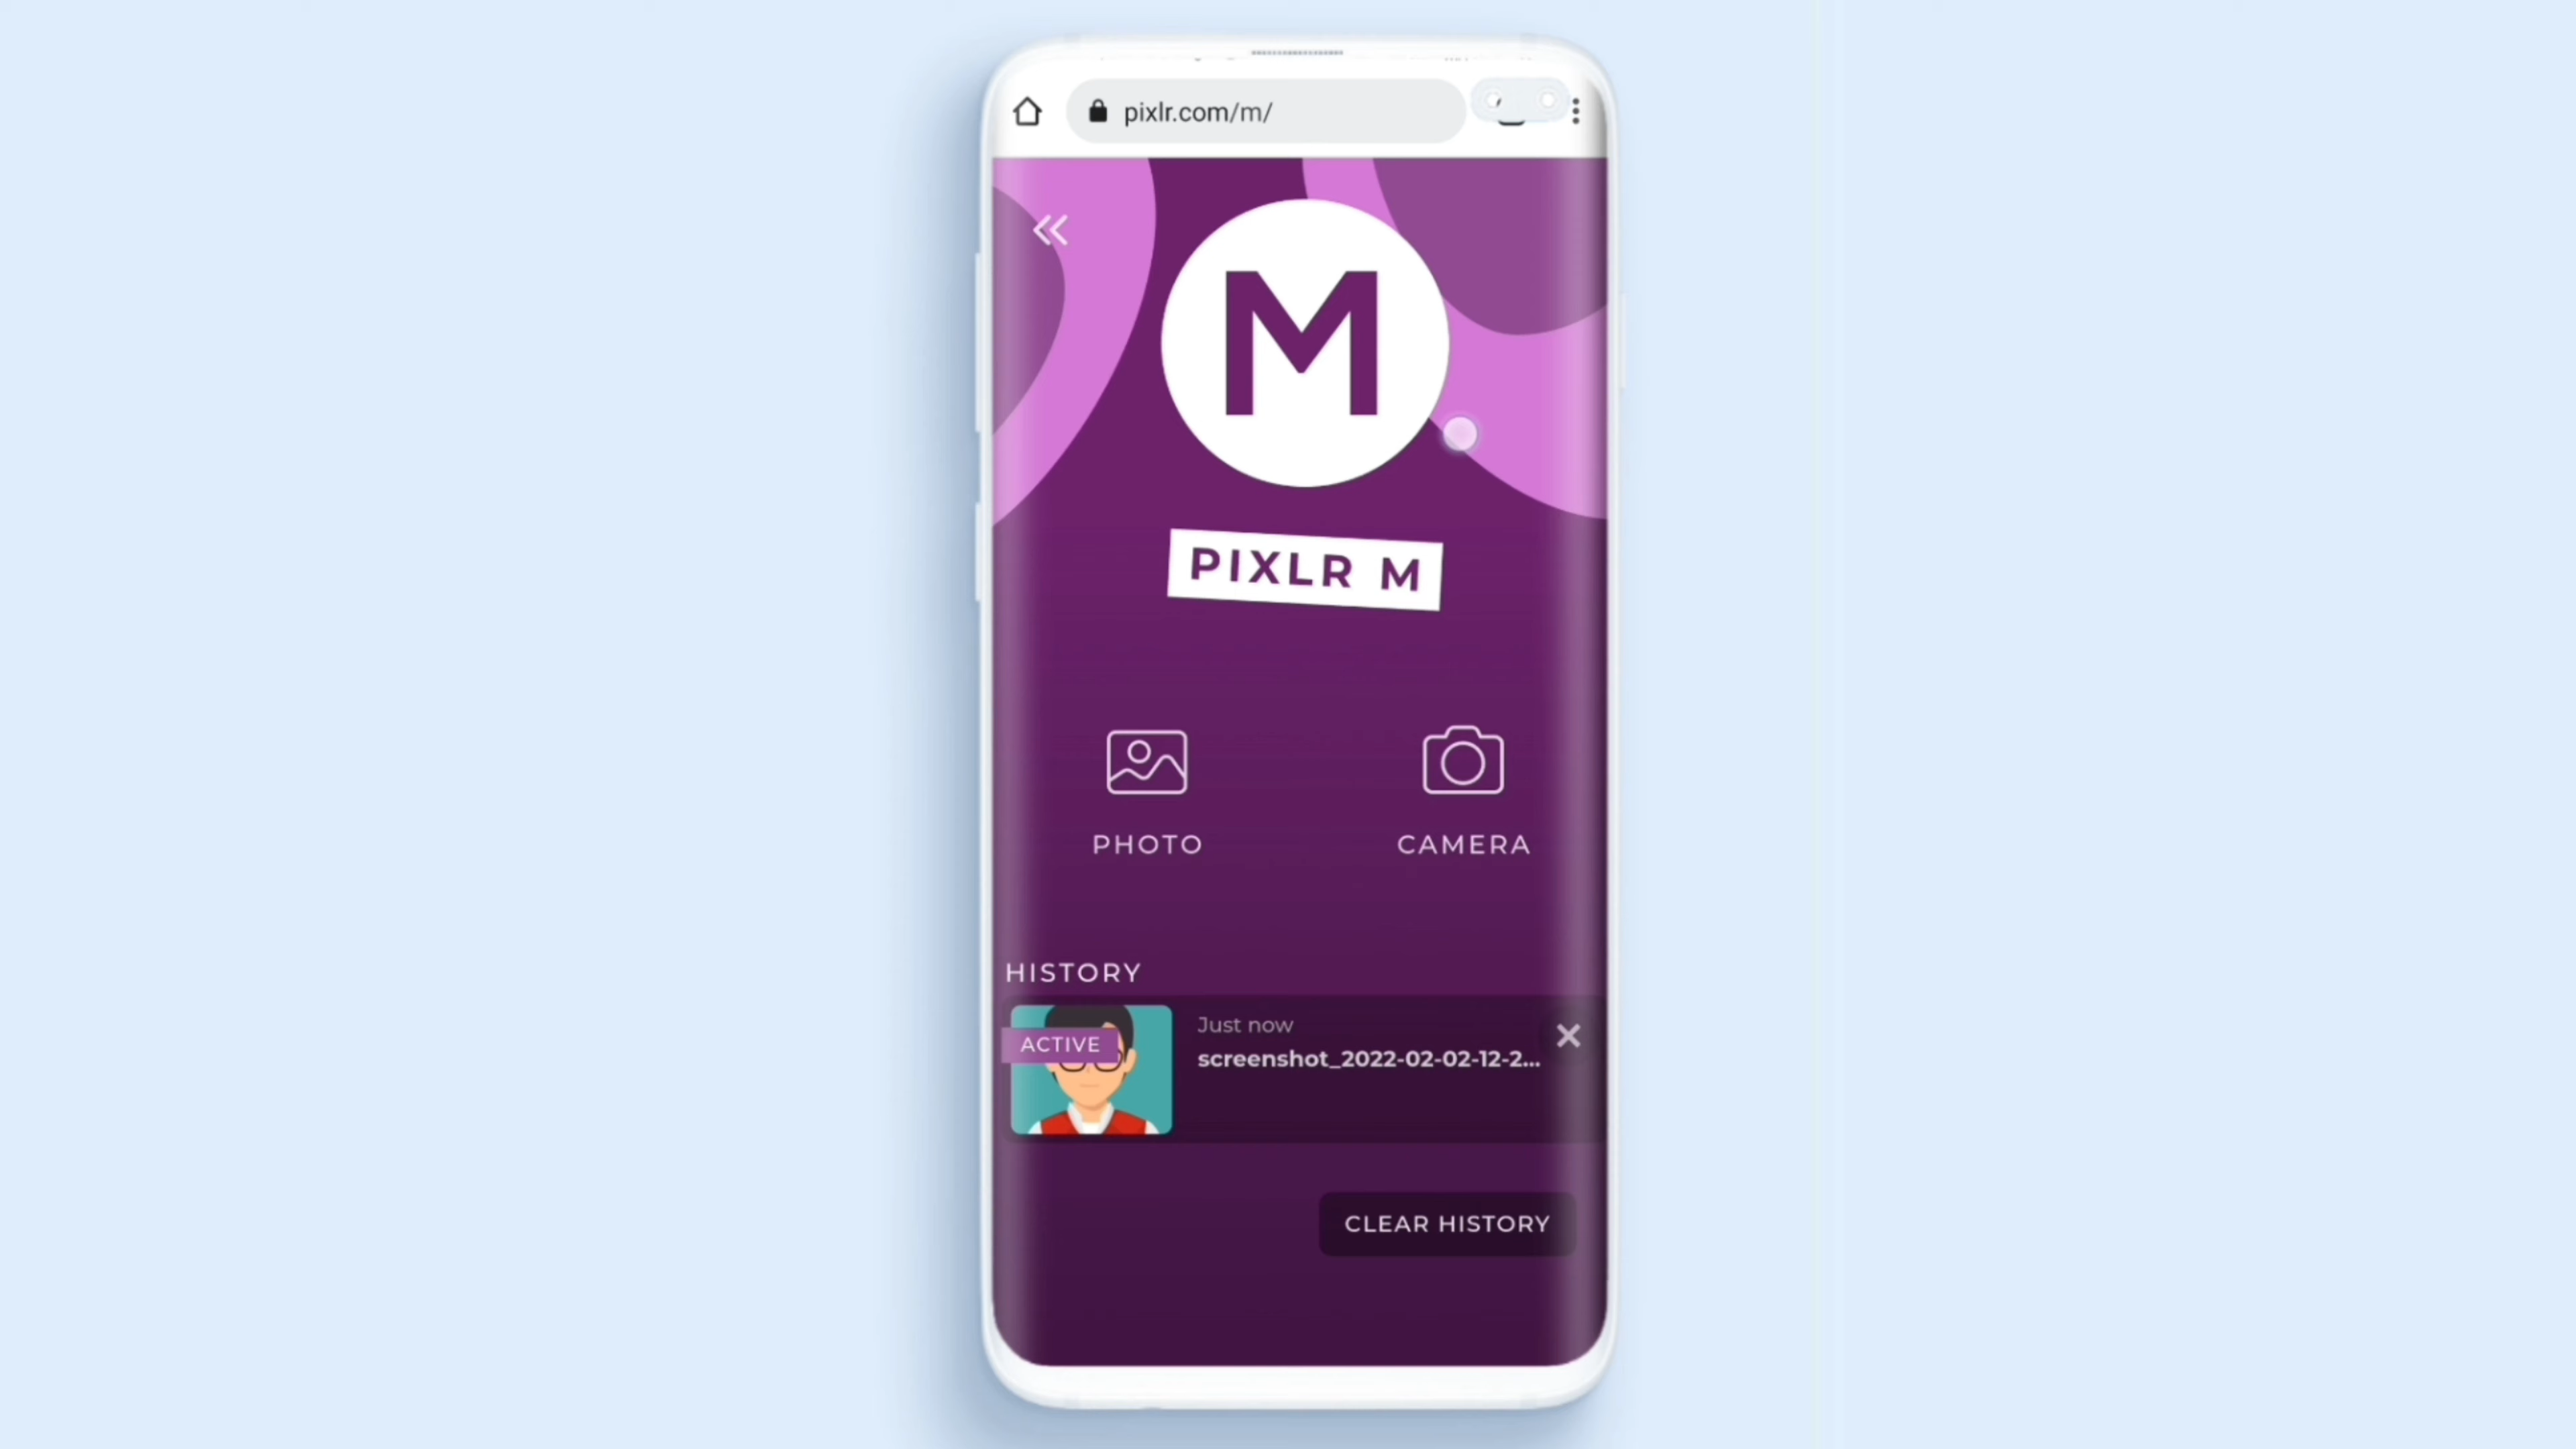 pixlr.com/m/
M
PIXLR M
PHOTO
CAMERA
HISTORY
ACTIVE
Just now
screenshot_2022-02-02-12-2...
CLEAR HISTORY